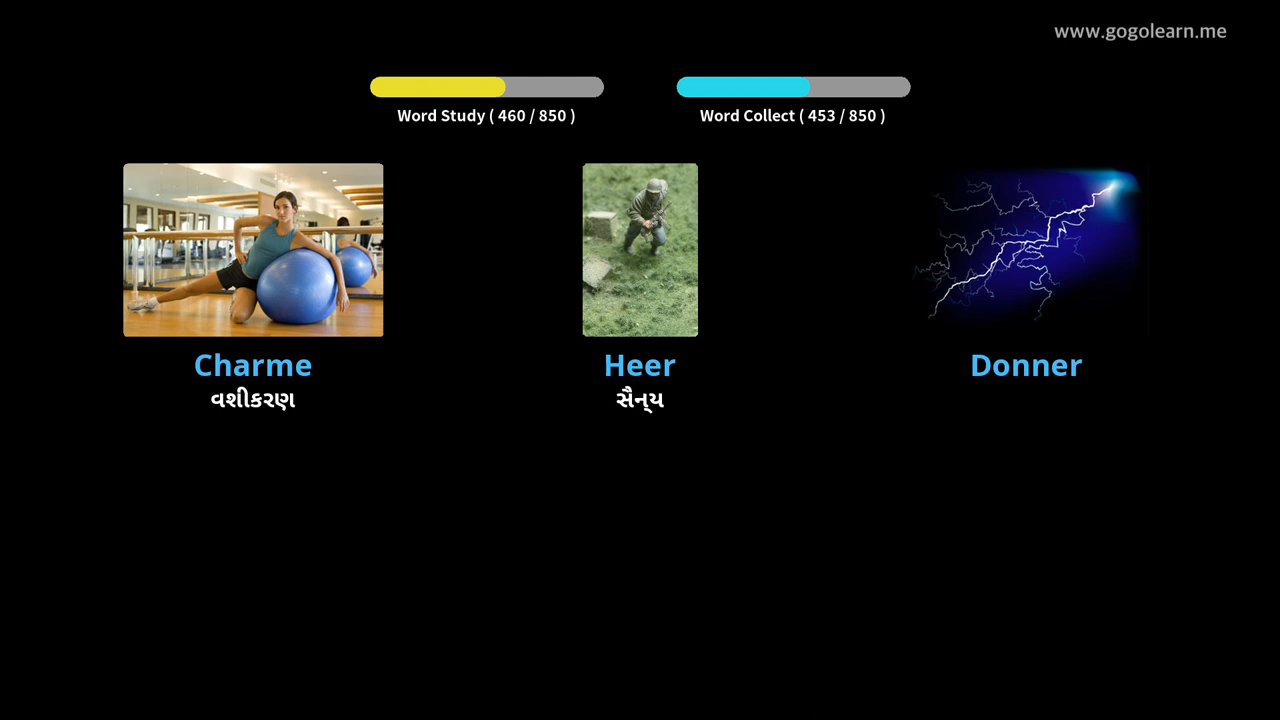 www.gogolearn.me
Word Study ( 460 / 850 )
Word Collect ( 453 / 850 )
Charme
વશીકરણ
Heer
સૈન્ય
Donner